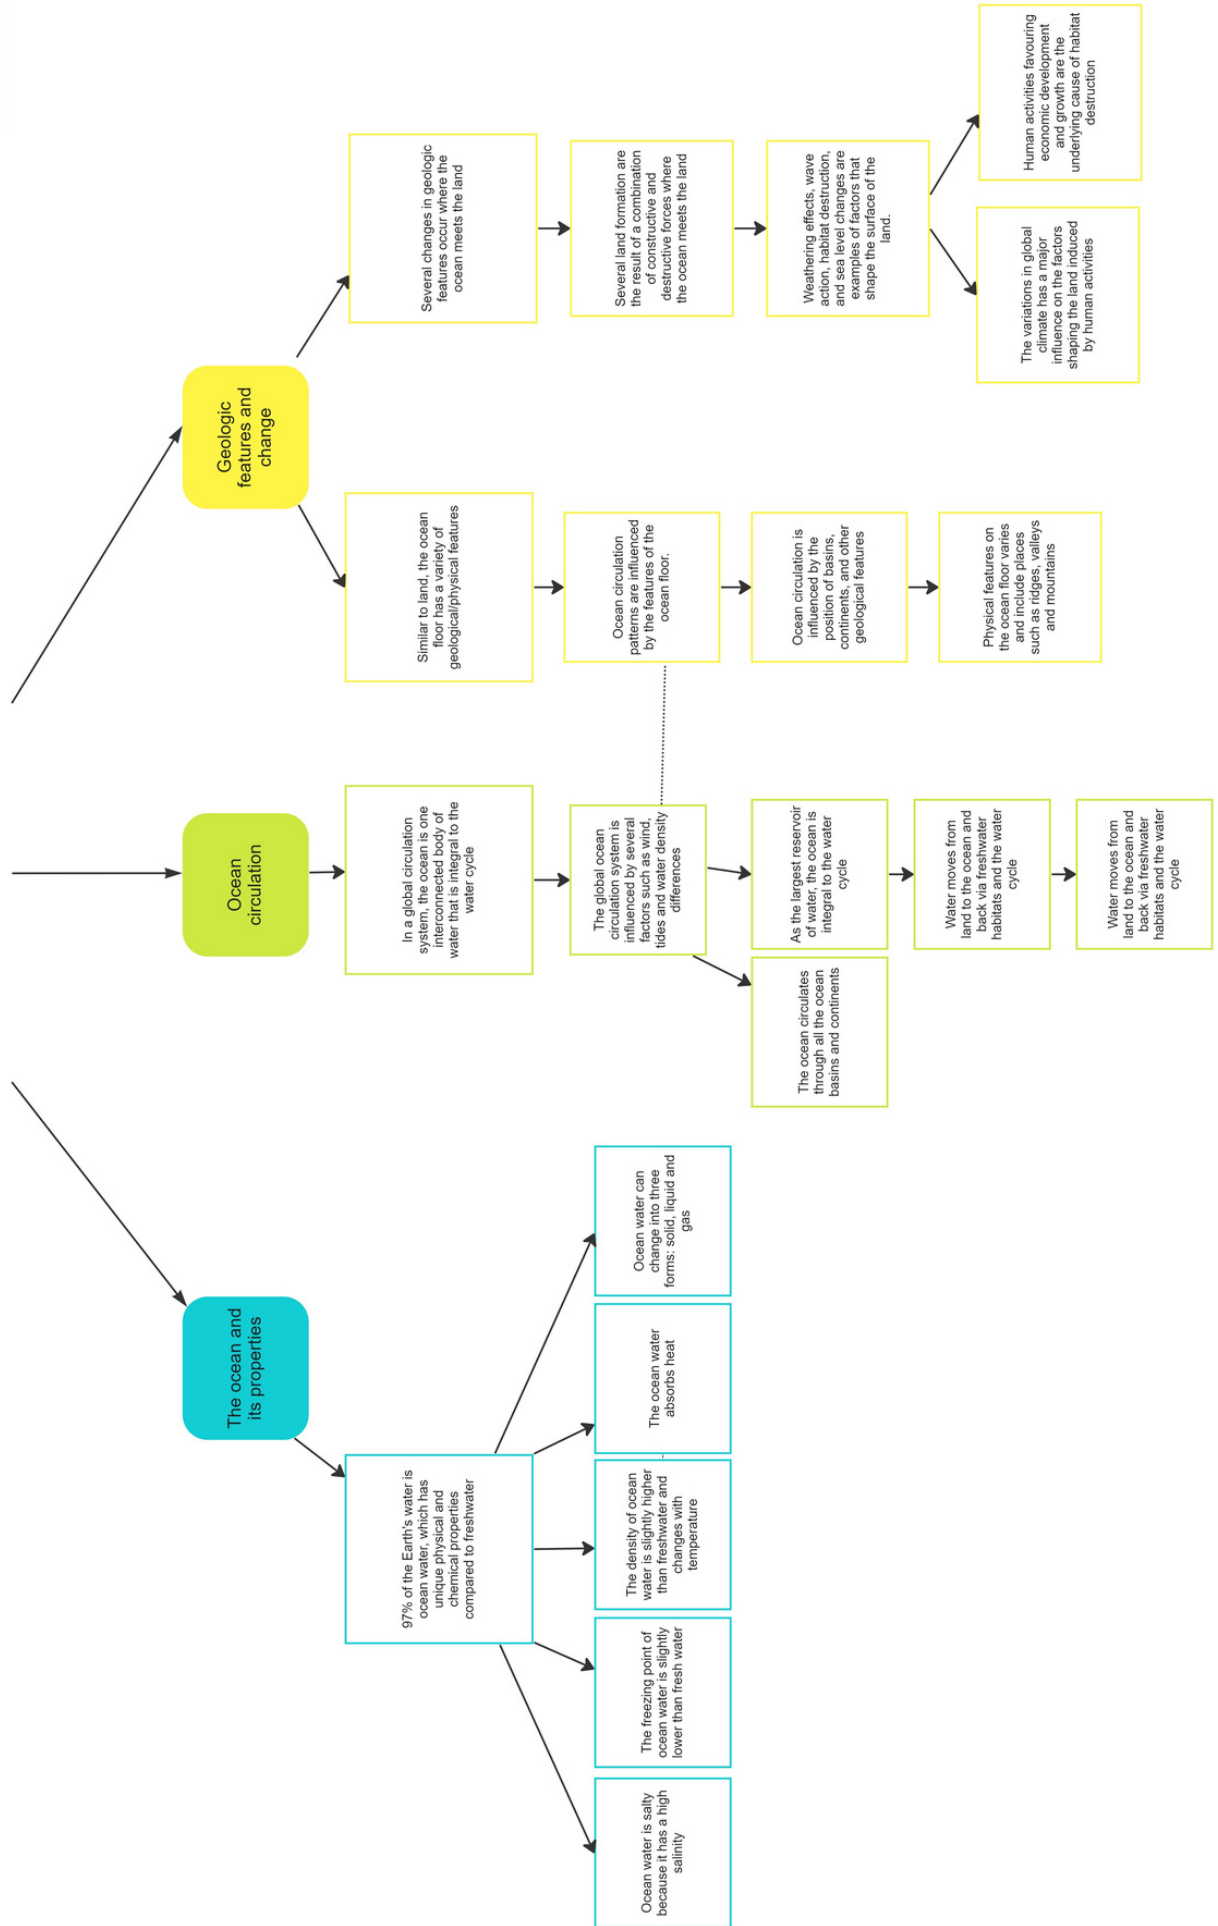 The ocean and
its properties
97% of the Earth's water is
ocean water, which has
unique physical and
chemical properties
compared to freshwater
Ocean water is salty
because it has a high
salinity
The freezing point of
ocean water is slightly
lower than fresh water
The density of ocean
water is slightly higher
than freshwater and
changes with
temperature
The ocean water
absorbs heat
Ocean water can
change into three
forms: solid, liquid and
gas
Ocean
circulation
In a global circulation
system, the ocean is one
interconnected body of
water that is integral to the
water cycle
The global ocean
circulation system is
influenced by several
factors such as wind,
tides and water density
differences
The ocean circulates
through all the ocean
basins and continents
As the largest reservoir
of water, the ocean is
integral to the water
cycle
Water moves from
land to the ocean and
back via freshwater
habitats and the water
cycle
Water moves from
land to the ocean and
back via freshwater
habitats and the water
cycle
Geologic
features and
change
Similar to land, the ocean
floor has a variety of
geological/physical features
Ocean circulation
patterns are influenced
by the features of the
ocean floor.
Ocean circulation is
influenced by the
position of basins,
continents, and other
geological features
Physical features on
the ocean floor varies
and include places
such as ridges, valleys
and mountains
Several changes in geologic
features occur where the
ocean meets the land
Several land formation are
the result of a combination
of constructive and
destructive forces where
the ocean meets the land
Weathering effects, wave
action, habitat destruction,
and sea level changes are
examples of factors that
shape the surface of the
land.
The variations in global
climate has a major
influence on the factors
shaping the land induced
by human activities
Human activities favouring
economic development
and growth are the
underlying cause of habitat
destruction